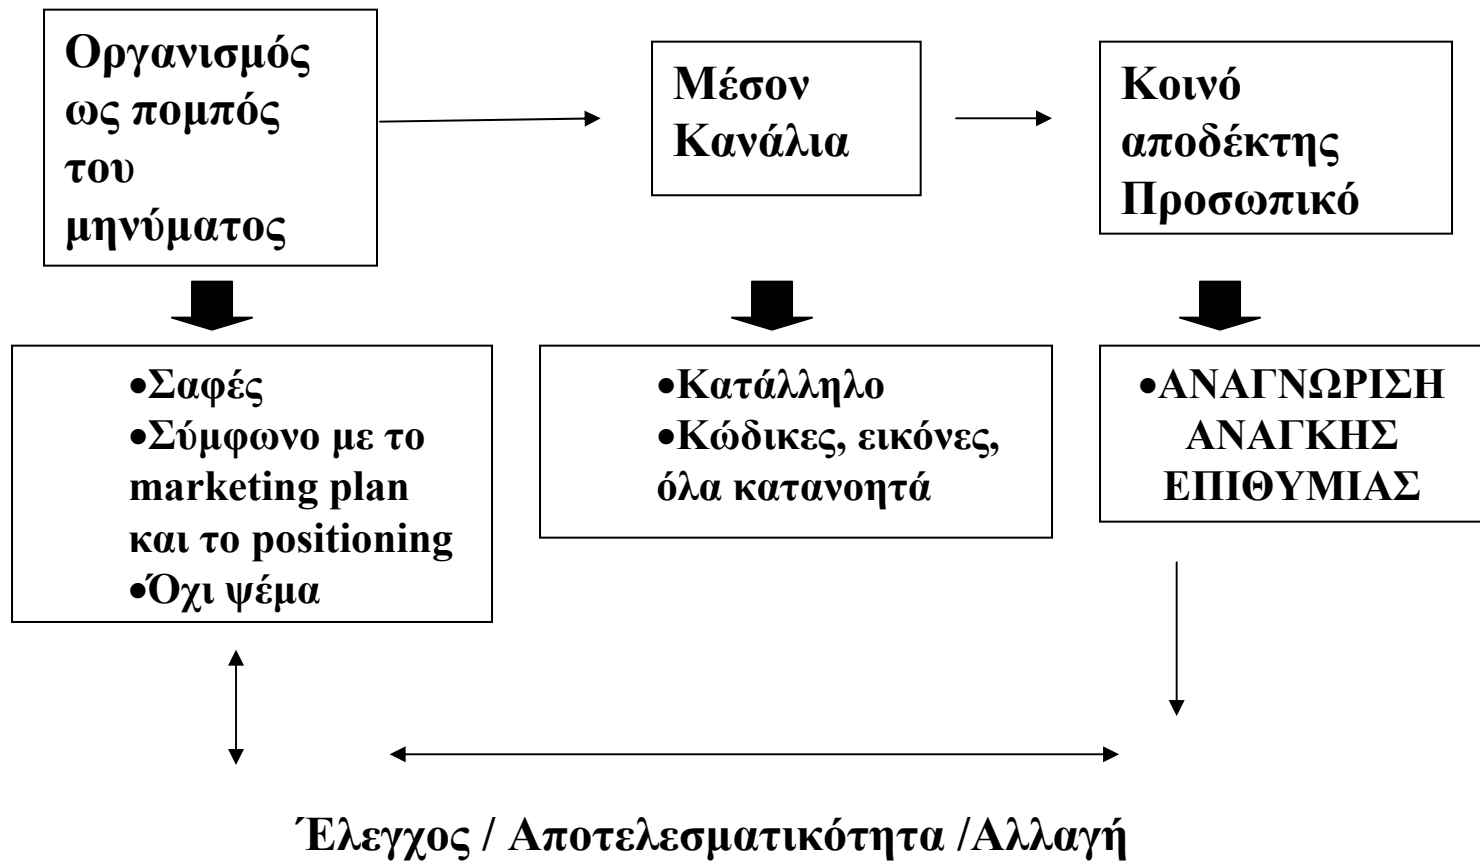 Οργανισμός
ως πομπός
του
μηνύματος
Μέσον
Κανάλια
Κοινό
αποδέκτης
Προσωπικό
•Σαφές
•Σύμφωνο με το
marketing plan
και το positioning
•Όχι ψέμα
•Κατάλληλο
•Κώδικες, εικόνες,
όλα κατανοητά
•ΑΝΑΓΝΩΡΙΣΗ
ΑΝΑΓΚΗΣ
ΕΠΙΘΥΜΙΑΣ
Έλεγχος / Αποτελεσματικότητα /Αλλαγή